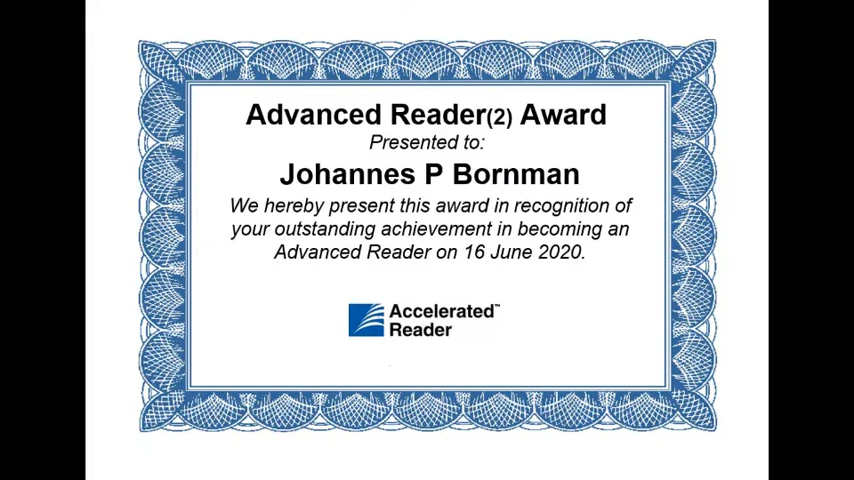 Advanced Reader(2) Award
Presented to:
Johannes P Bornman
We hereby present this award in recognition of
your outstanding achievement in becoming an
Advanced Reader on 16 June 2020.
Accelerated™
Reader